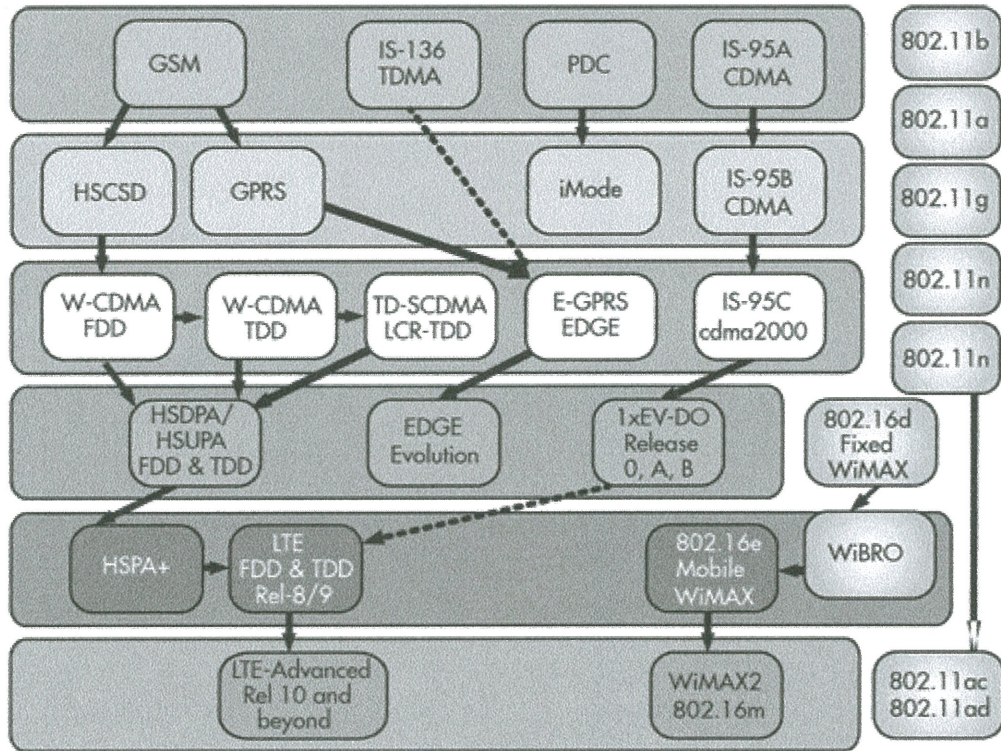 GSM
IS-136
TDMA
PDC
IS-95A
CDMA
802.11b
802.11a
HSCSD
GPRS
iMode
IS-95B
CDMA
802.11g
802.11n
W-CDMA
FDD
W-CDMA
TDD
TD-SCDMA
LCR-TDD
E-GPRS
EDGE
IS-95C
cdma2000
802.11n
HSDPA/
HSUPA
FDD & TDD
EDGE
Evolution
1xEV-DO
Release
0, A, B
802.16d
Fixed
WiMAX
HSPA+
LTE
FDD & TDD
Rel-8/9
802.16e
Mobile
WiMAX
WiBRO
LTE-Advanced
Rel 10 and
beyond
WiMAX2
802.16m
802.11ac
802.11ad